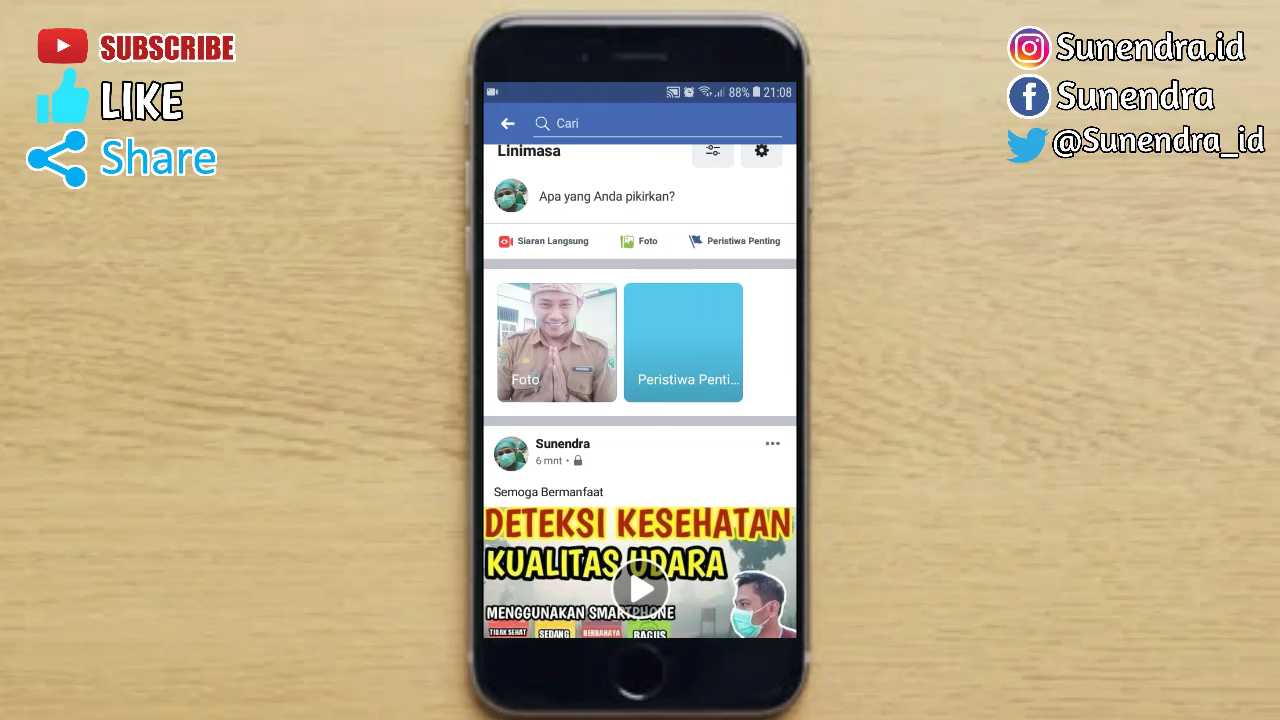 SUBSCRIBE
LIKE
Share
Sunendra.id
Sunendra
@Sunendra_id
88% 21:08
Cari
Linimasa
Apa yang Anda pikirkan?
Siaran Langsung Foto Peristiwa Penting
Foto Peristiwa Penti...
Sunendra
6 mnt •
Semoga Bermanfaat
DETEKSI KESEHATAN
KUALITAS UDARA
MENGGUNAKAN SMARTPHONE
TIDAK SEHAT SEDANG BERBAHAYA BAGUS